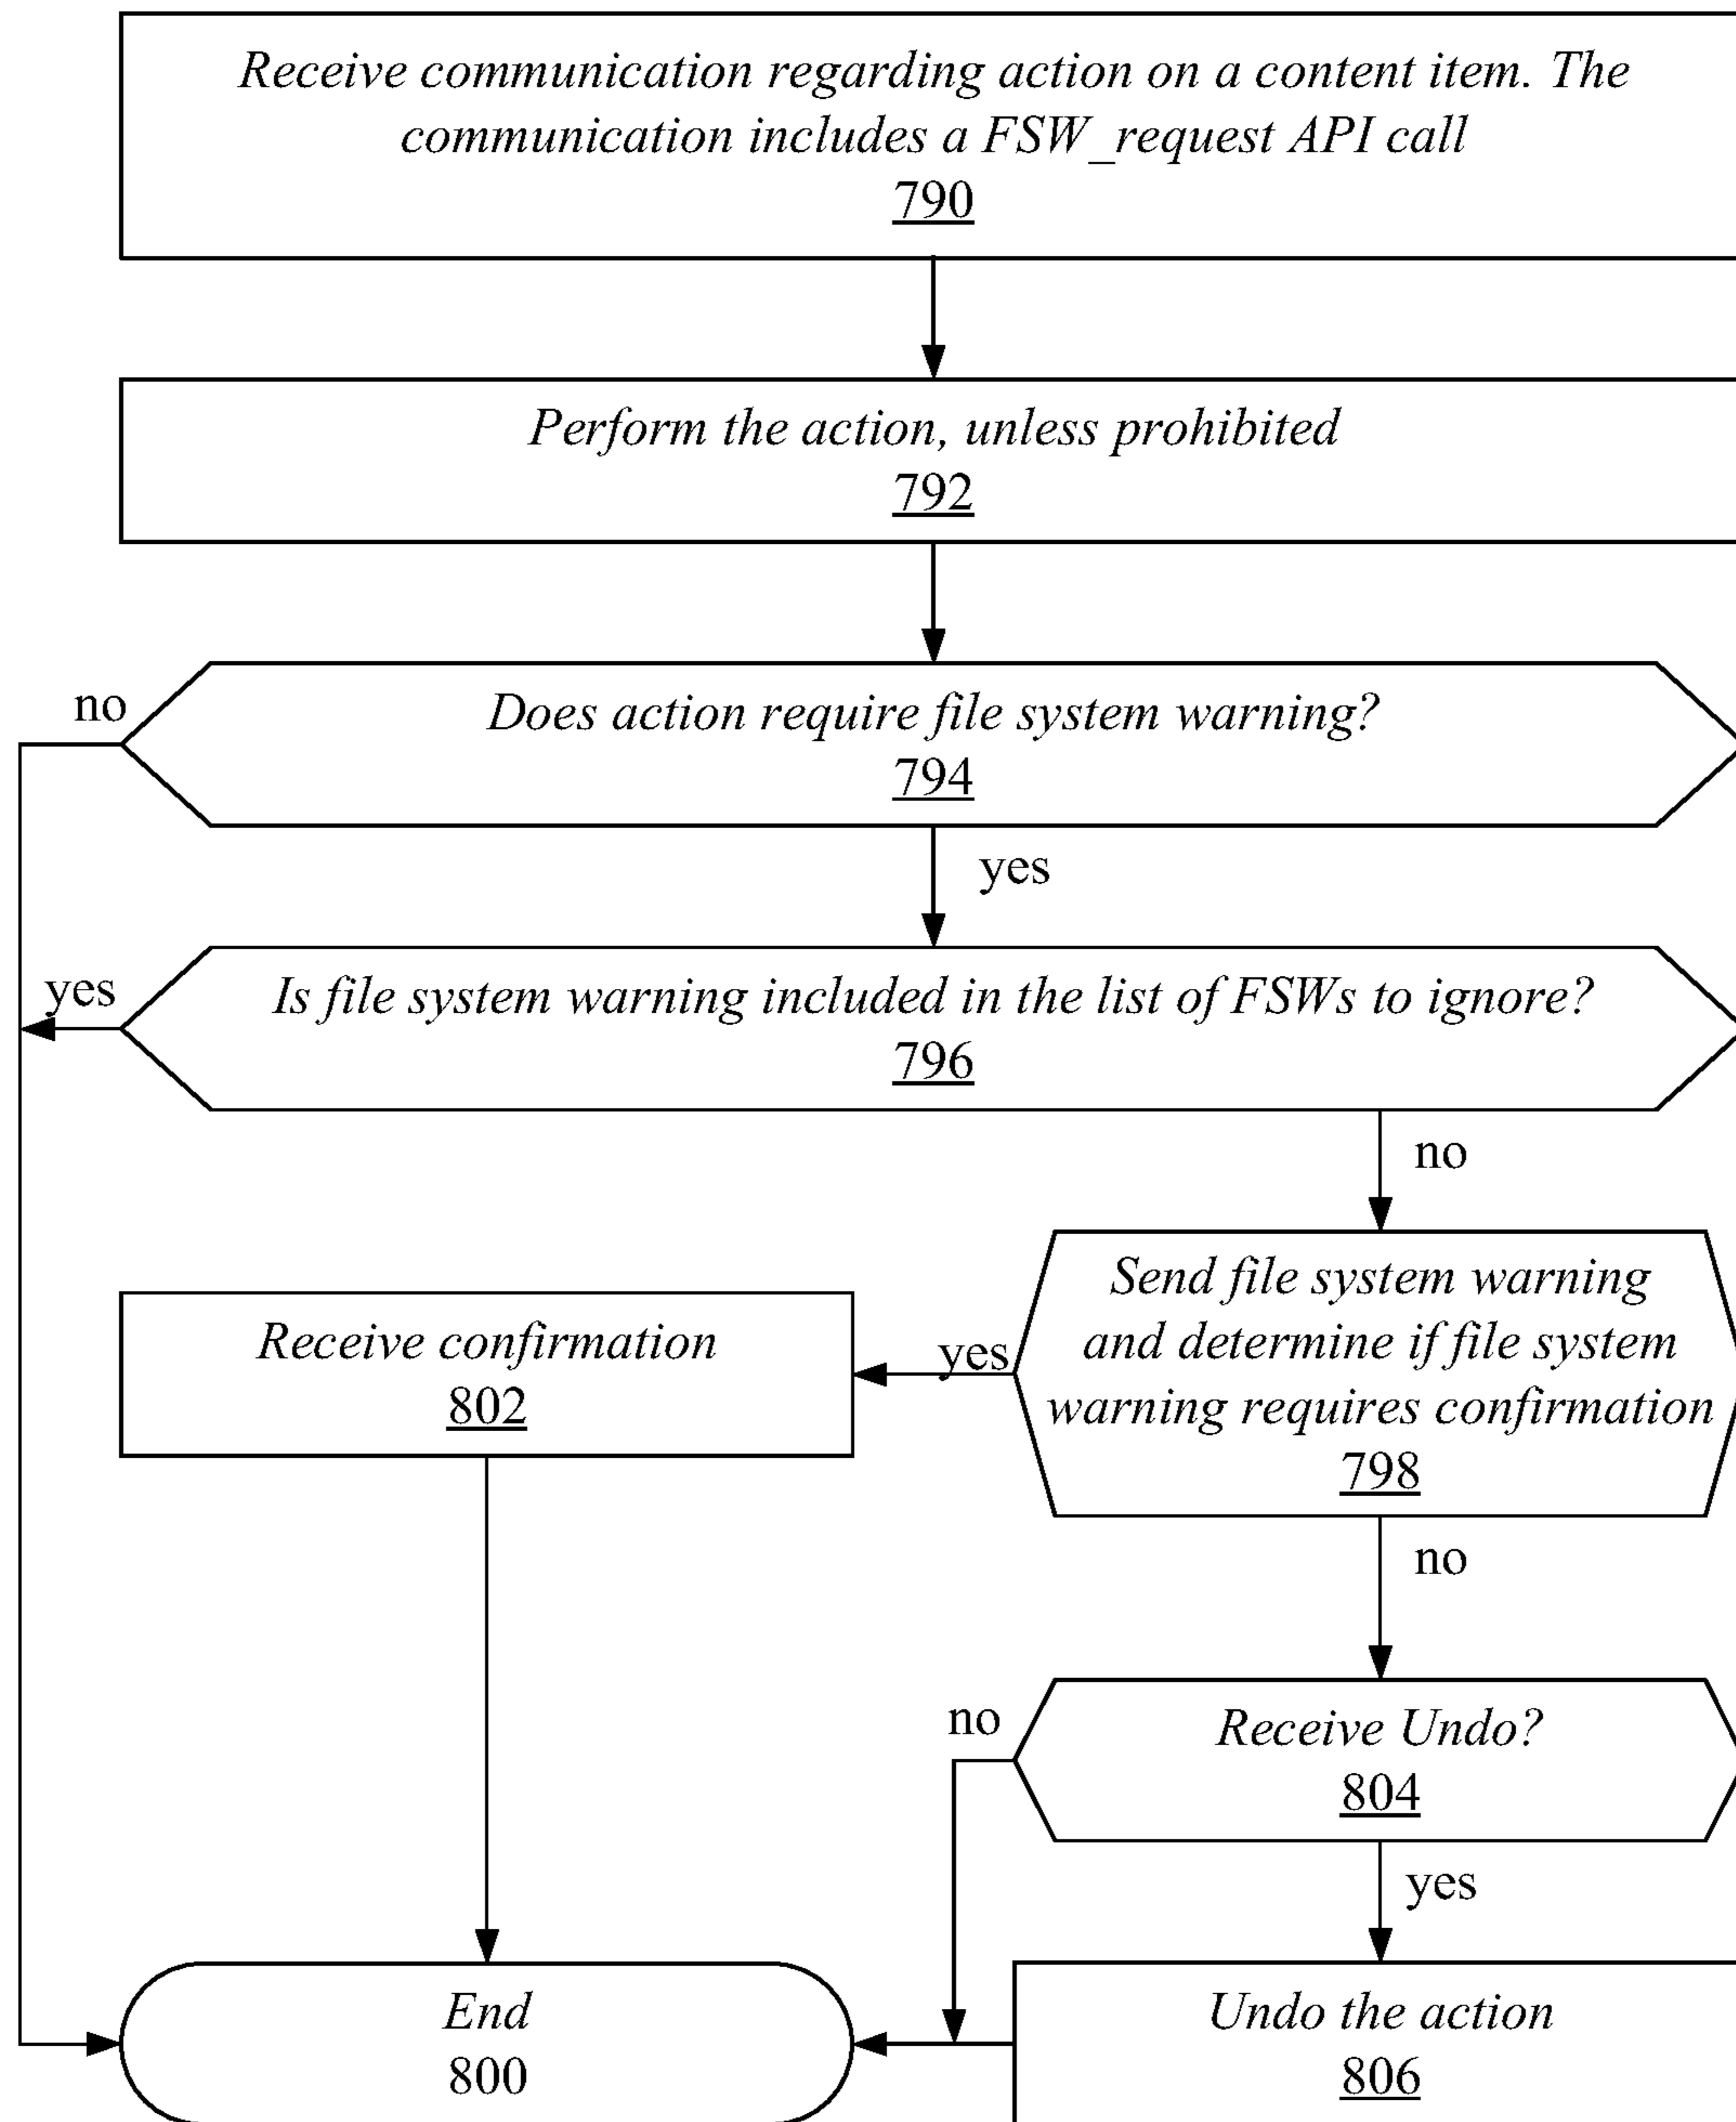 Receive communication regarding action on a content item. The
communication includes a FSW_request API call
790
Perform the action, unless prohibited
792
no
Does action require file system warning?
794
yes
yes
Is file system warning included in the list of FSWs to ignore?
796
no
Send file system warning
and determine if file system
warning requires confirmation
798
yes
Receive confirmation
802
no
no
Receive Undo?
804
yes
End
800
Undo the action
806